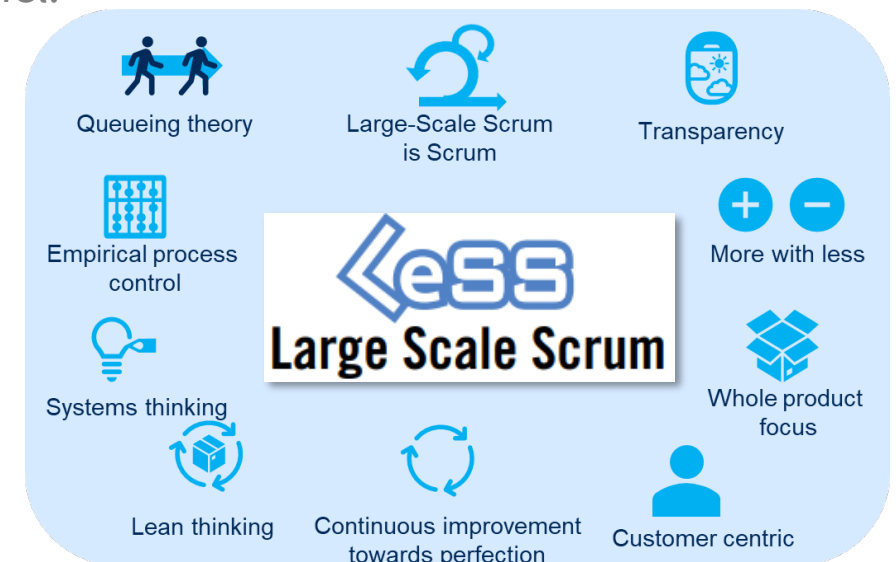 Queueing theory
Large-Scale Scrum
is Scrum
Transparency
Empirical process
control
LeSS
Large Scale Scrum
More with less
Systems thinking
Whole product
focus
Lean thinking
Continuous improvement
towards perfection
Customer centric